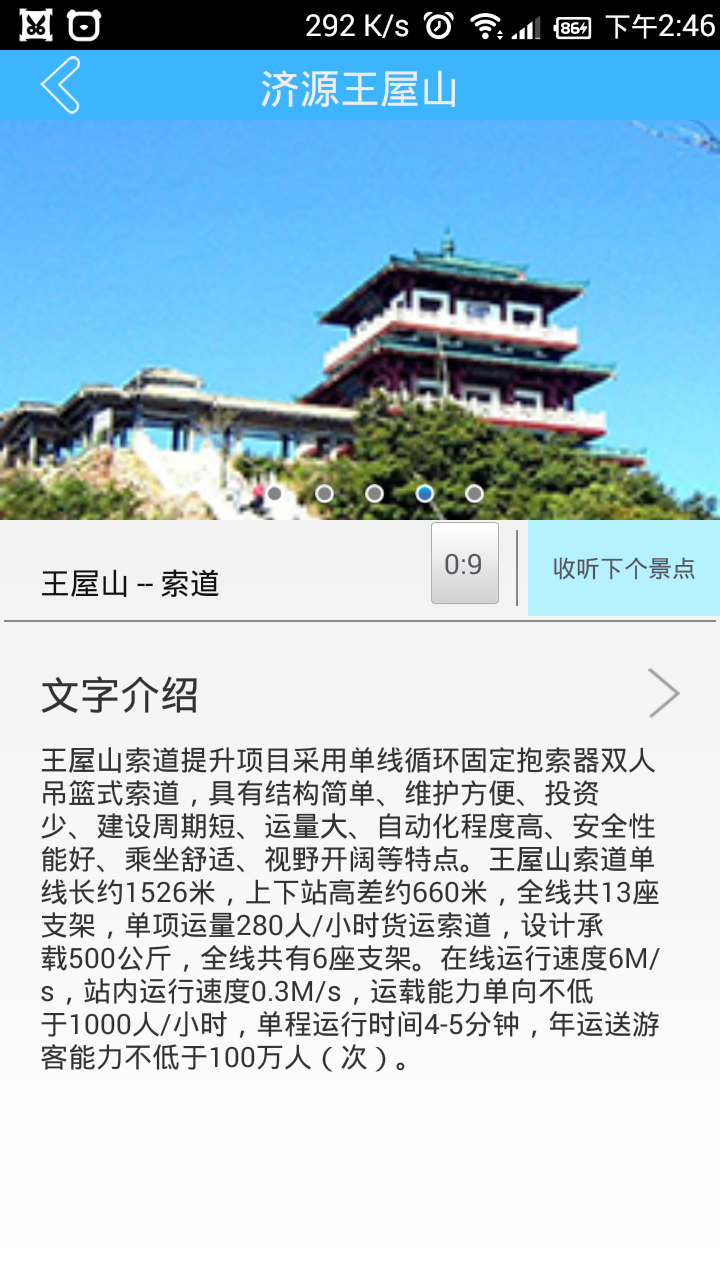 292 K/s 86 下午2:46
济源王屋山
王屋山 -- 索道
0:9
收听下个景点
文字介绍
王屋山索道提升项目采用单线循环固定抱索器双人
吊篮式索道，具有结构简单、维护方便、投资
少、建设周期短、运量大、自动化程度高、安全性
能好、乘坐舒适、视野开阔等特点。王屋山索道单
线长约1526米，上下站高差约660米，全线共13座
支架，单项运量280人/小时货运索道，设计承
载500公斤，全线共有6座支架。在线运行速度6M/
s，站内运行速度0.3M/s，运载能力单向不低
于1000人/小时，单程运行时间4-5分钟，年运送游
客能力不低于100万人（次）。